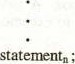 .
.
.
statementₙ;